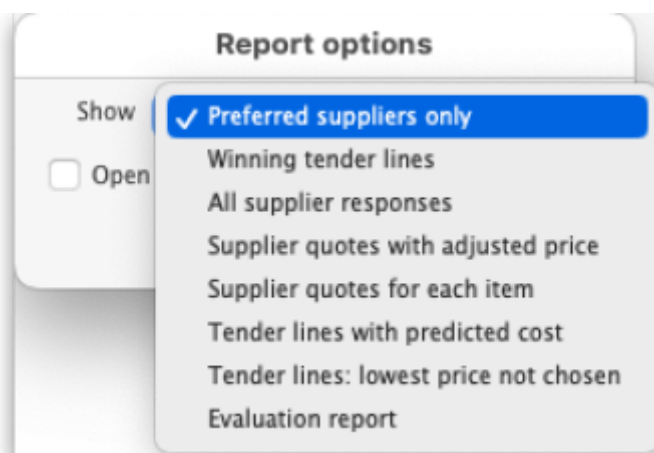 Report options
Show
✓ Preferred suppliers only
Winning tender lines
Open
All supplier responses
Supplier quotes with adjusted price
Supplier quotes for each item
Tender lines with predicted cost
Tender lines: lowest price not chosen
Evaluation report